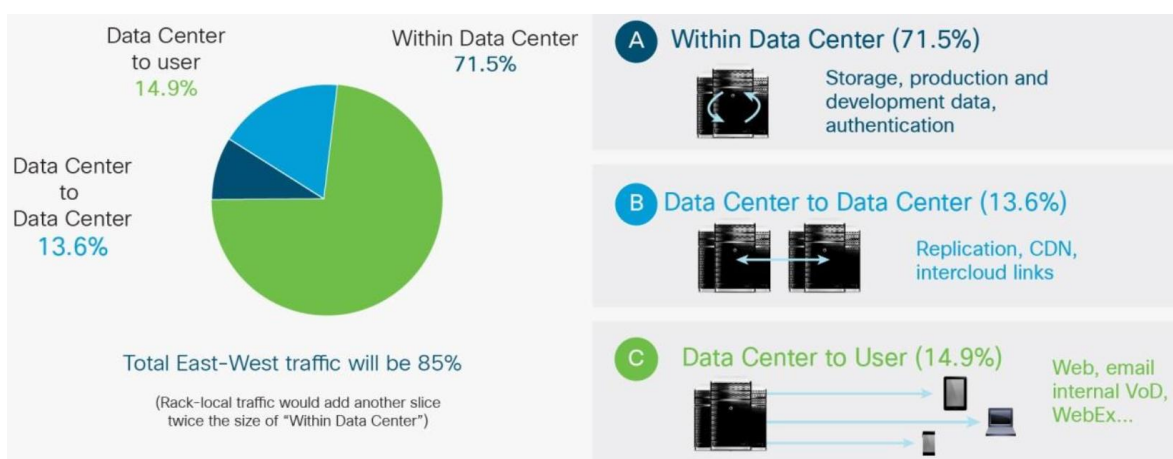 Data Center
to user
14.9%
Within Data Center
71.5%
Data Center
to
Data Center
13.6%
Total East-West traffic will be 85%
(Rack-local traffic would add another slice
twice the size of “Within Data Center”)
A Within Data Center (71.5%)
Storage, production and
development data,
authentication
B Data Center to Data Center (13.6%)
Replication, CDN,
intercloud links
C Data Center to User (14.9%)
Web, email
internal VoD,
WebEx...